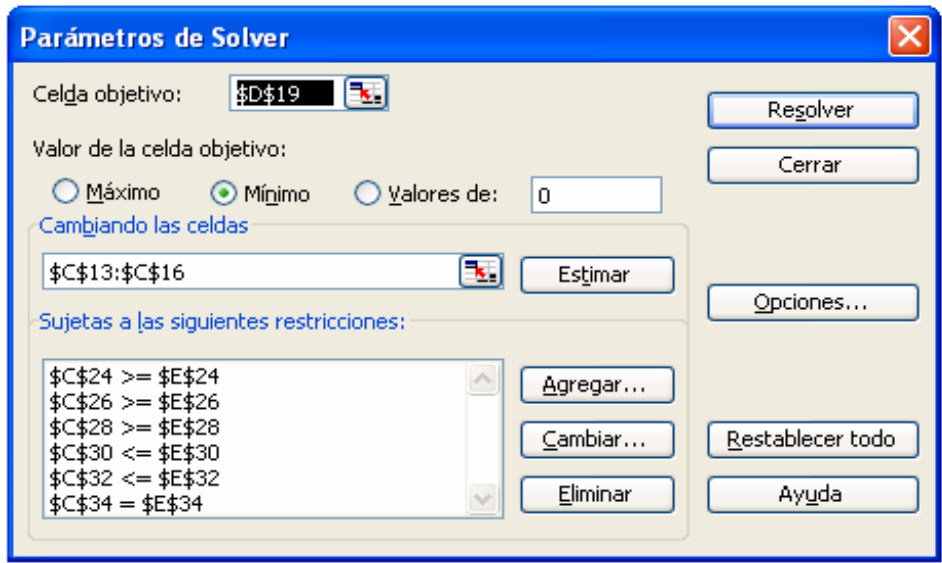 Parámetros de Solver
Celda objetivo: $D$19
Resolver
Valor de la celda objetivo:
Cerrar
Máximo Mínimo Valores de: 0
Cambiando las celdas
$C$13:$C$16 Estimar
Opciones...
Sujetas a las siguientes restricciones:
$C$24 >= $E$24
$C$26 >= $E$26
$C$28 >= $E$28
$C$30 <= $E$30
$C$32 <= $E$32
$C$34 = $E$34
Agregar...
Cambiar...
Eliminar
Restablecer todo
Ayuda